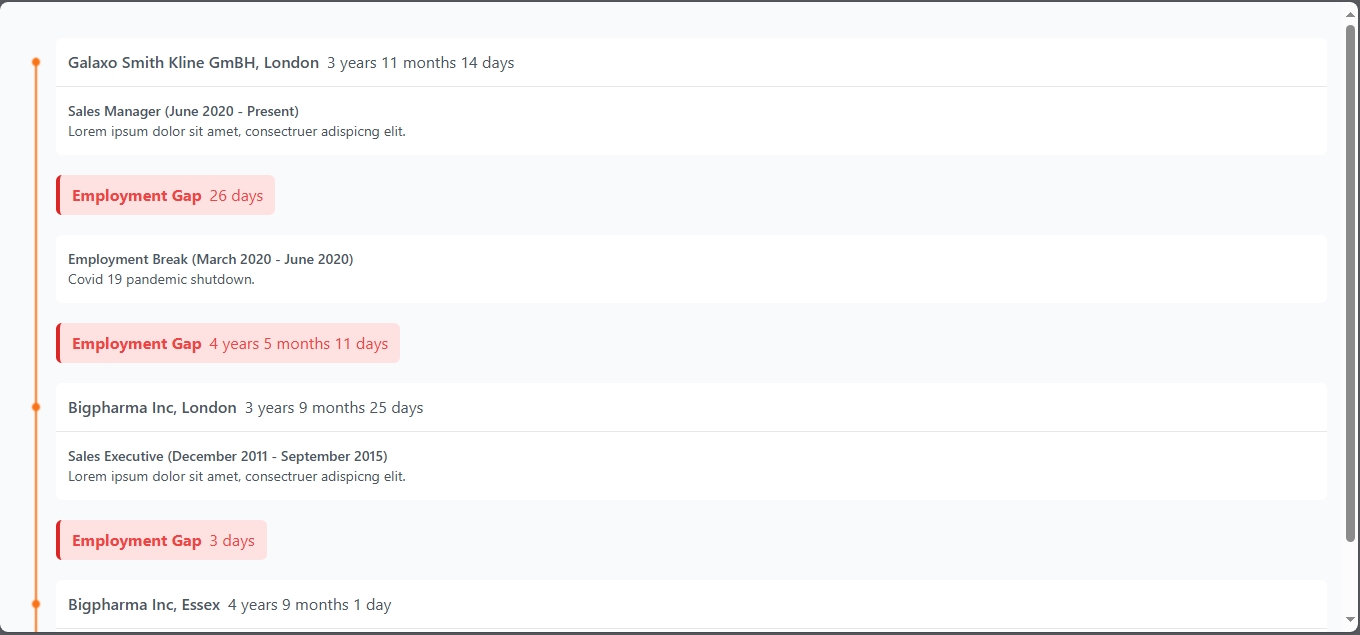 Galaxo Smith Kline GmBH, London 3 years 11 months 14 days
Sales Manager (June 2020 - Present)
Lorem ipsum dolor sit amet, consectruer adispicng elit.
Employment Gap 26 days
Employment Break (March 2020 - June 2020)
Covid 19 pandemic shutdown.
Employment Gap 4 years 5 months 11 days
Bigpharma Inc, London 3 years 9 months 25 days
Sales Executive (December 2011 - September 2015)
Lorem ipsum dolor sit amet, consectruer adispicng elit.
Employment Gap 3 days
Bigpharma Inc, Essex 4 years 9 months 1 day